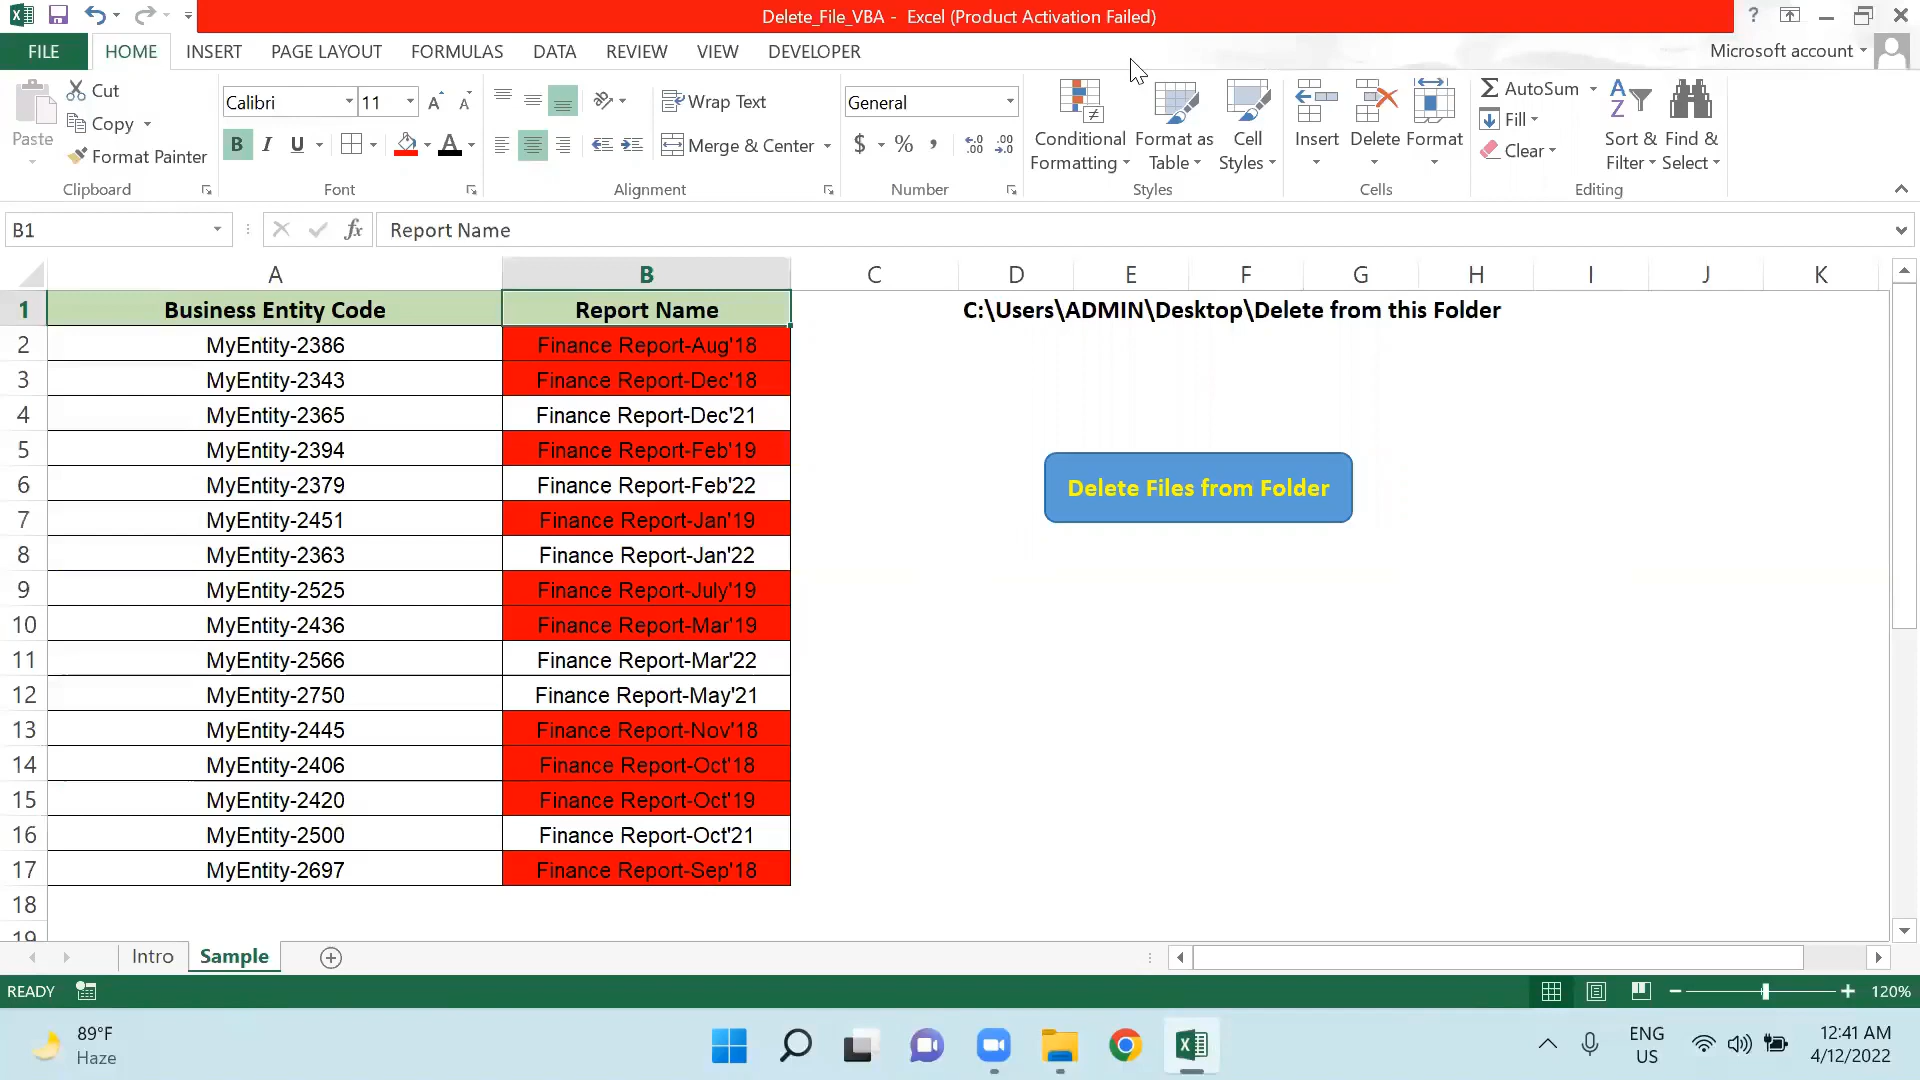 Delete_File_VBA - Excel (Product Activation Failed)
?
FILE HOME INSERT PAGE LAYOUT FORMULAS DATA REVIEW VIEW DEVELOPER Microsoft account
Paste
Cut
Copy
Format Painter
Clipboard
Calibri 11
A A
B I U A
Font
Wrap Text
Merge & Center
Alignment
General
$ % , .0 .00 .00 .0
Number
Conditional Formatting
Format as Table
Cell Styles
Styles
Insert
Delete
Format
Cells
AutoSum
Fill
Clear
Sort & Filter
Find & Select
Editing
B1 fx Report Name
A B C D E F G H I J K
1 Business Entity Code Report Name C:\Users\ADMIN\Desktop\Delete from this Folder
2 MyEntity-2386 Finance Report-Aug'18
3 MyEntity-2343 Finance Report-Dec'18
4 MyEntity-2365 Finance Report-Dec'21
5 MyEntity-2394 Finance Report-Feb'19
6 MyEntity-2379 Finance Report-Feb'22
Delete Files from Folder
7 MyEntity-2451 Finance Report-Jan'19
8 MyEntity-2363 Finance Report-Jan'22
9 MyEntity-2525 Finance Report-July'19
10 MyEntity-2436 Finance Report-Mar'19
11 MyEntity-2566 Finance Report-Mar'22
12 MyEntity-2750 Finance Report-May'21
13 MyEntity-2445 Finance Report-Nov'18
14 MyEntity-2406 Finance Report-Oct'18
15 MyEntity-2420 Finance Report-Oct'19
16 MyEntity-2500 Finance Report-Oct'21
17 MyEntity-2697 Finance Report-Sep'18
18
19
Intro Sample
READY 120%
89°F
Haze
ENG
US
12:41 AM
4/12/2022